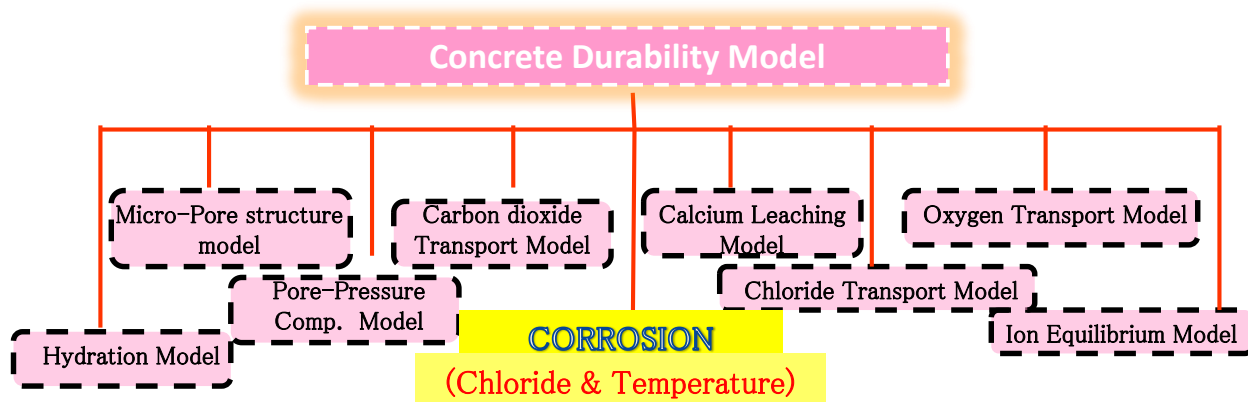 Concrete Durability Model
Micro-Pore structure
model
Carbon dioxide
Transport Model
Calcium Leaching
Model
Oxygen Transport Model
Pore-Pressure
Comp. Model
Chloride Transport Model
Hydration Model
CORROSION
(Chloride & Temperature)
Ion Equilibrium Model